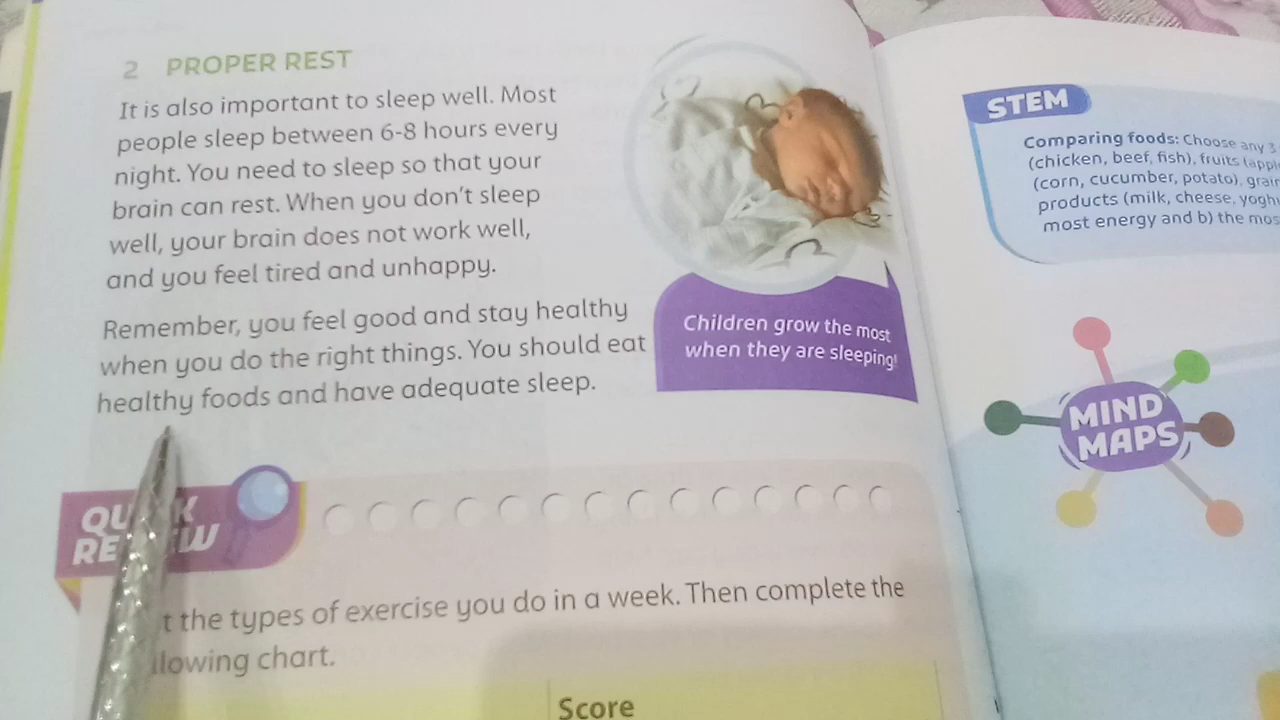 2 PROPER REST
It is also important to sleep well. Most
people sleep between 6-8 hours every
night. You need to sleep so that your
brain can rest. When you don't sleep
well, your brain does not work well,
and you feel tired and unhappy.
Remember, you feel good and stay healthy
when you do the right things. You should eat
healthy foods and have adequate sleep.
Children grow the most
when they are sleeping!
t the types of exercise you do in a week. Then complete the
llowing chart.
Score
STEM
Comparing foods: Choose any 3
(chicken, beef, fish), fruits (appl
(corn, cucumber, potato), grain
products (milk, cheese, yogh
most energy and b) the mos
MIND
MAPS